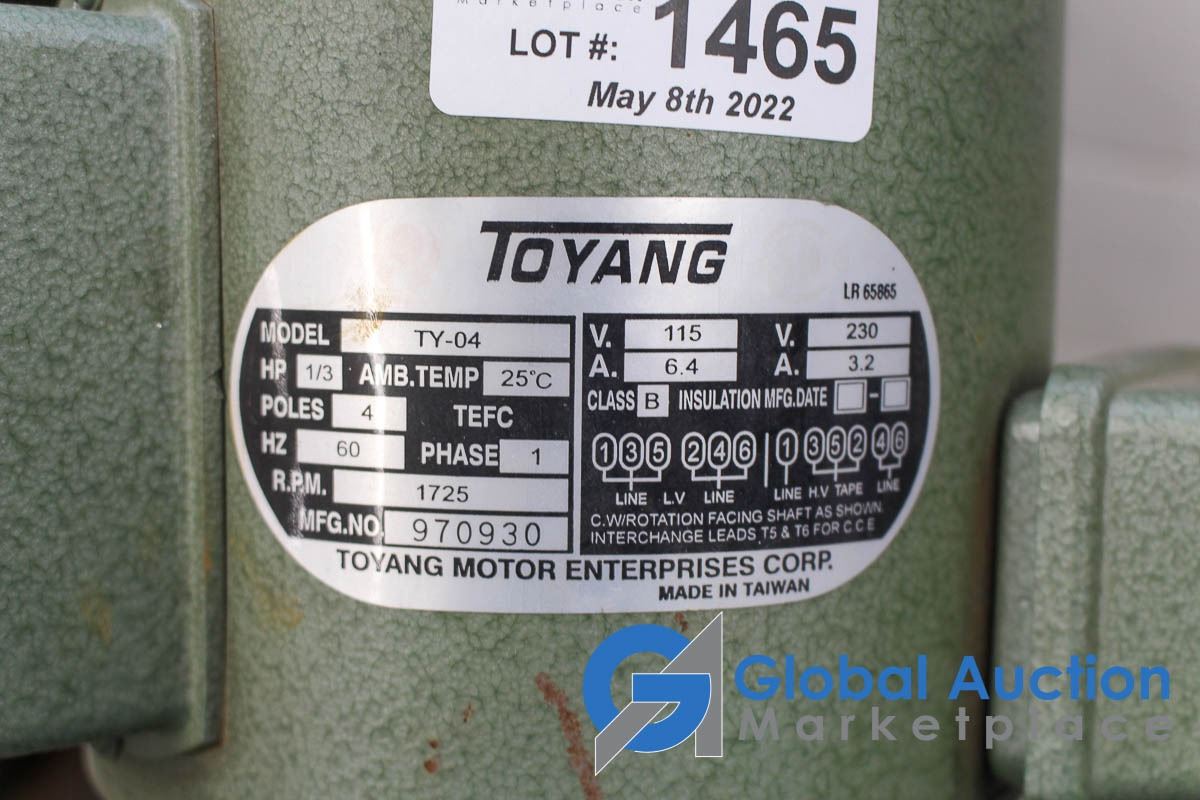 Marketplace
LOT #: 1465
May 8th 2022
TOYANG
LR 65865
MODEL TY-04
HP 1/3 AMB.TEMP 25°C
POLES 4 TEFC
HZ 60 PHASE 1
R.P.M. 1725
MFG.NO. 970930
V. 115 V. 230
A. 6.4 A. 3.2
CLASS B INSULATION MFG.DATE -
1 3 5 2 4 6 | 1 3 5 2 4 6
LINE L.V LINE LINE H.V TAPE LINE
C.W/ROTATION FACING SHAFT AS SHOWN.
INTERCHANGE LEADS T5 & T6 FOR C C E
TOYANG MOTOR ENTERPRISES CORP.
MADE IN TAIWAN
GA Global Auction
Marketplace